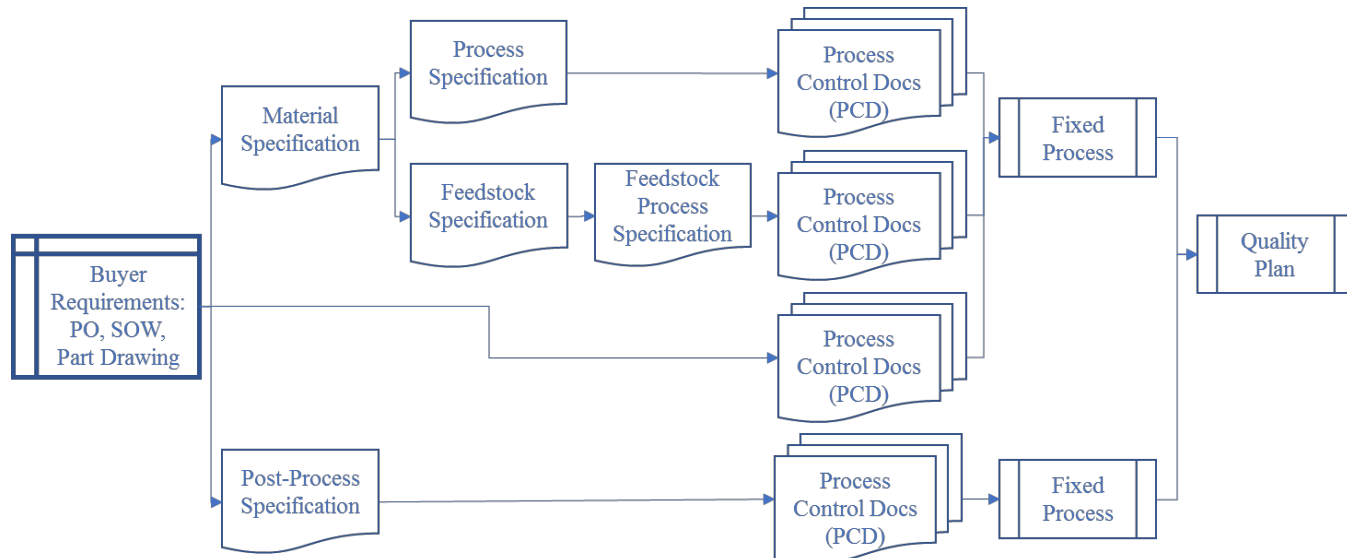 Process
Specification
Process
Control Docs
(PCD)
Material
Specification
Fixed
Process
Feedstock
Specification
Feedstock
Process
Specification
Process
Control Docs
(PCD)
Buyer
Requirements:
PO, SOW,
Part Drawing
Quality
Plan
Process
Control Docs
(PCD)
Post-Process
Specification
Process
Control Docs
(PCD)
Fixed
Process